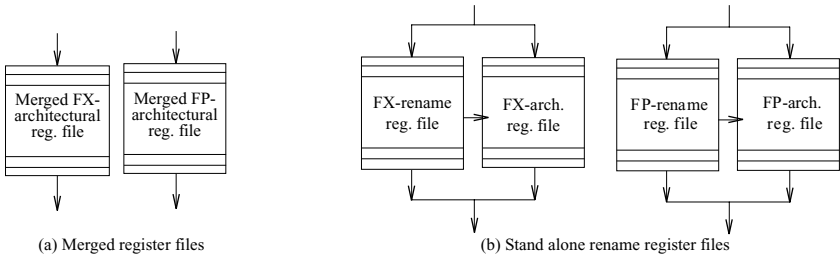 Merged FX-
architectural
reg. file
Merged FP-
architectural
reg. file
FX-rename
reg. file
FX-arch.
reg. file
FP-rename
reg. file
FP-arch.
reg. file
(a) Merged register files
(b) Stand alone rename register files